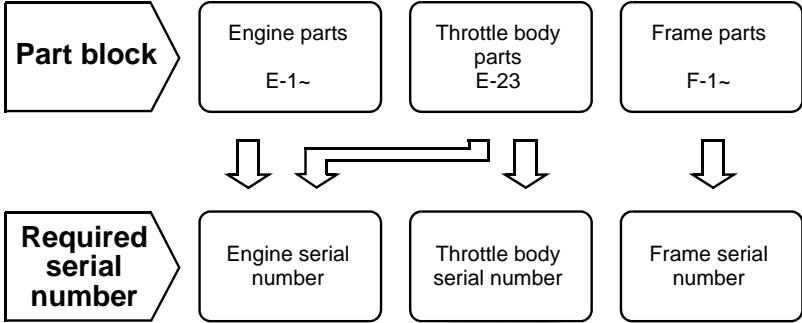 Part block
Engine parts
E-1~
Throttle body
parts
E-23
Frame parts
F-1~
Required
serial
number
Engine serial
number
Throttle body
serial number
Frame serial
number